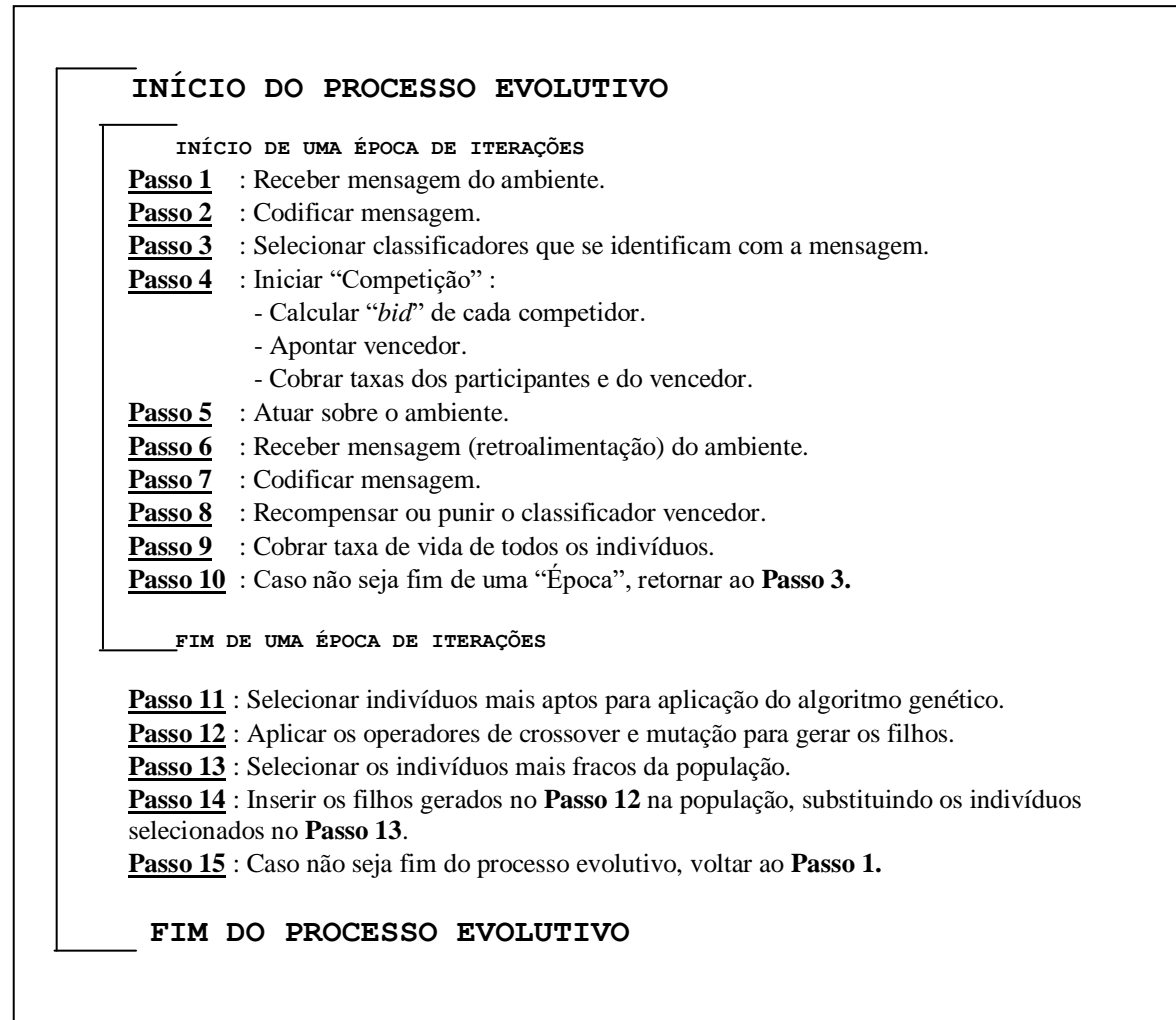 INÍCIO DO PROCESSO EVOLUTIVO
INÍCIO DE UMA ÉPOCA DE ITERAÇÕES
Passo 1 : Receber mensagem do ambiente.
Passo 2 : Codificar mensagem.
Passo 3 : Selecionar classificadores que se identificam com a mensagem.
Passo 4 : Iniciar “Competição” :
- Calcular “bid” de cada competidor.
- Apontar vencedor.
- Cobrar taxas dos participantes e do vencedor.
Passo 5 : Atuar sobre o ambiente.
Passo 6 : Receber mensagem (retroalimentação) do ambiente.
Passo 7 : Codificar mensagem.
Passo 8 : Recompensar ou punir o classificador vencedor.
Passo 9 : Cobrar taxa de vida de todos os indivíduos.
Passo 10 : Caso não seja fim de uma “Época”, retornar ao Passo 3.
FIM DE UMA ÉPOCA DE ITERAÇÕES
Passo 11 : Selecionar indivíduos mais aptos para aplicação do algoritmo genético.
Passo 12 : Aplicar os operadores de crossover e mutação para gerar os filhos.
Passo 13 : Selecionar os indivíduos mais fracos da população.
Passo 14 : Inserir os filhos gerados no Passo 12 na população, substituindo os indivíduos
selecionados no Passo 13.
Passo 15 : Caso não seja fim do processo evolutivo, voltar ao Passo 1.
FIM DO PROCESSO EVOLUTIVO